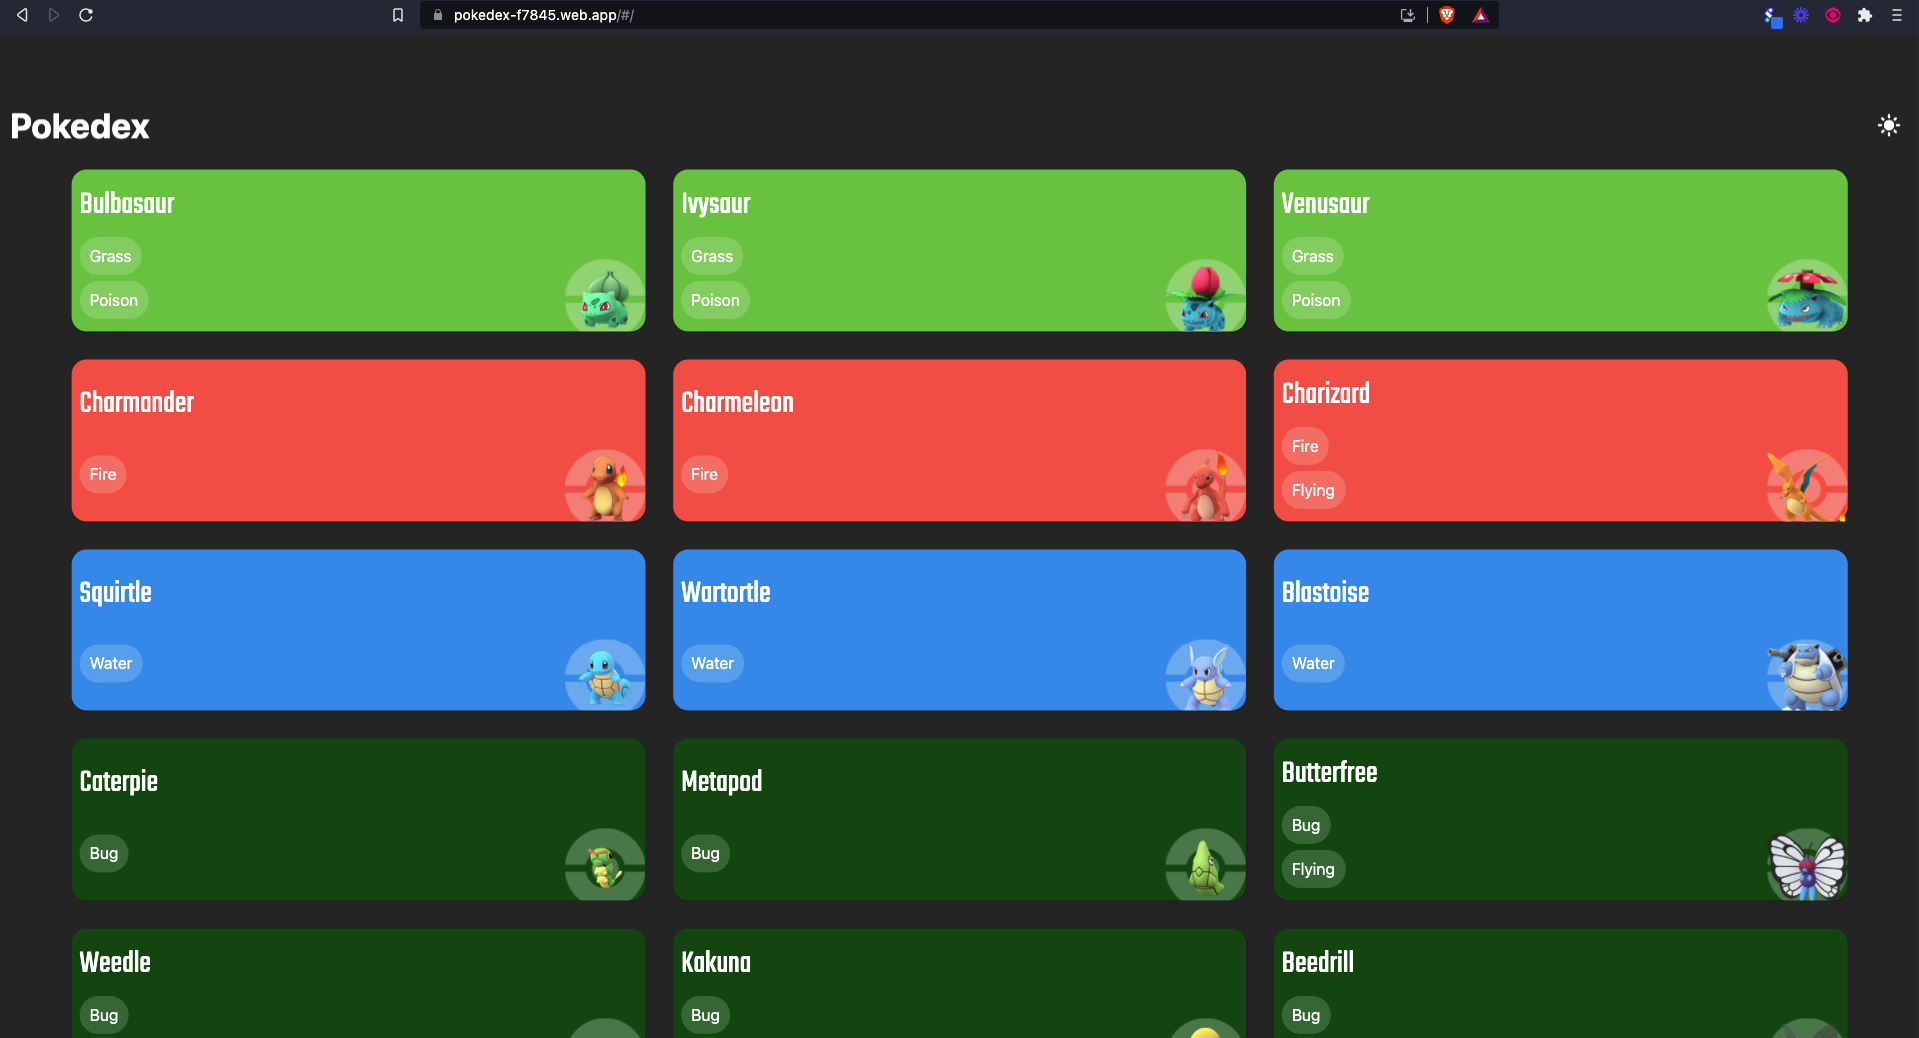 pokedex-f7845.web.app/#/
Pokedex
Bulbasaur
Grass
Poison
Ivysaur
Grass
Poison
Venusaur
Grass
Poison
Charmander
Fire
Charmeleon
Fire
Charizard
Fire
Flying
Squirtle
Water
Wartortle
Water
Blastoise
Water
Caterpie
Bug
Metapod
Bug
Butterfree
Bug
Flying
Weedle
Bug
Kakuna
Bug
Beedrill
Bug